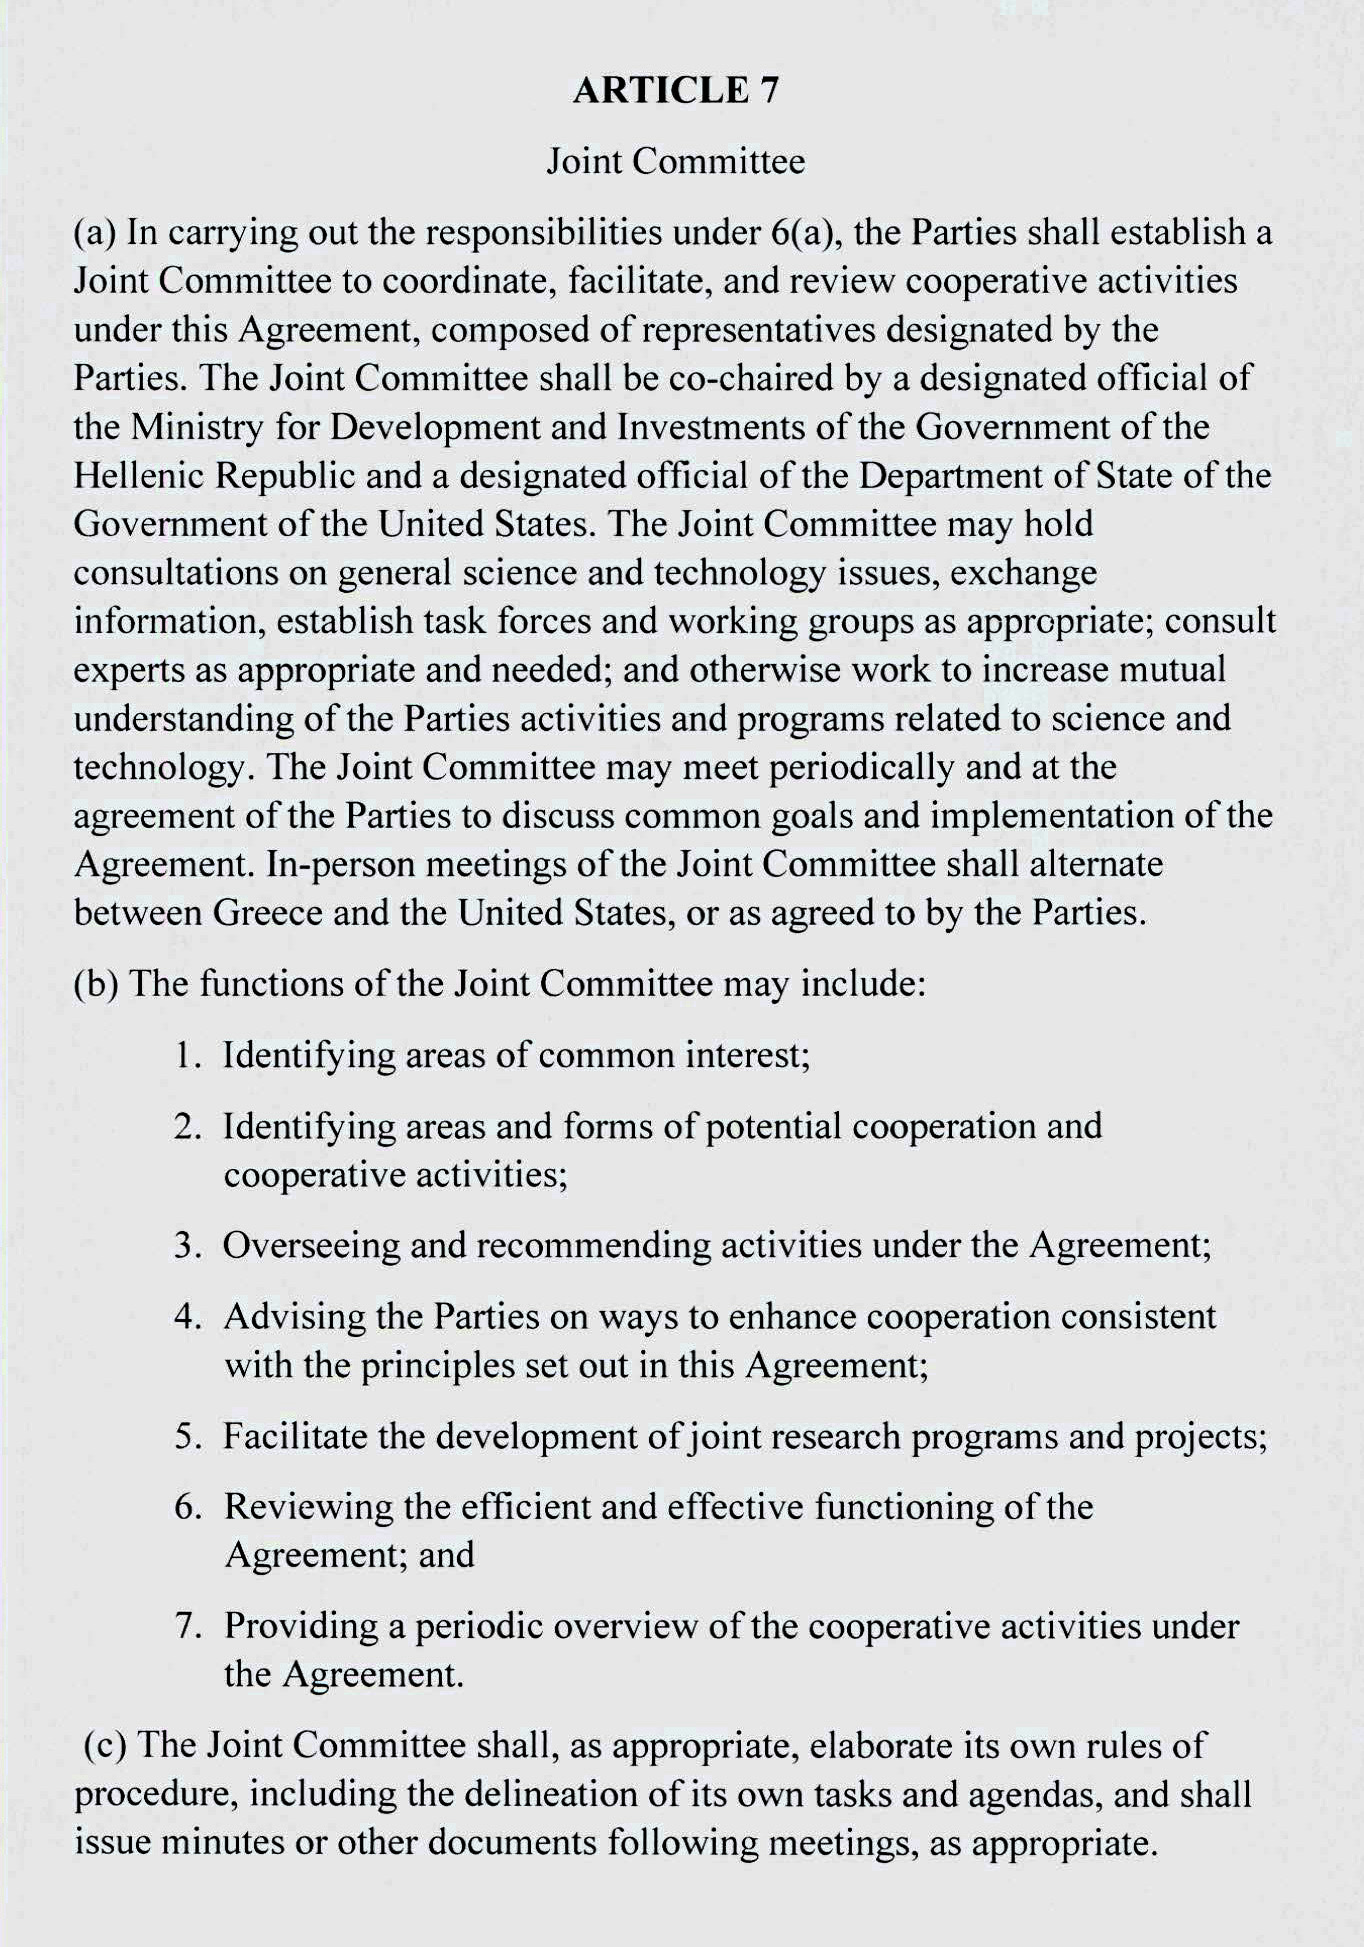 ARTICLE 7
Joint Committee
(a) In carrying out the responsibilities under 6(a), the Parties shall establish a
Joint Committee to coordinate, facilitate, and review cooperative activities
under this Agreement, composed of representatives designated by the
Parties. The Joint Committee shall be co-chaired by a designated official of
the Ministry for Development and Investments of the Government of the
Hellenic Republic and a designated official of the Department of State of the
Government of the United States. The Joint Committee may hold
consultations on general science and technology issues, exchange
information, establish task forces and working groups as appropriate; consult
experts as appropriate and needed; and otherwise work to increase mutual
understanding of the Parties activities and programs related to science and
technology. The Joint Committee may meet periodically and at the
agreement of the Parties to discuss common goals and implementation of the
Agreement. In-person meetings of the Joint Committee shall alternate
between Greece and the United States, or as agreed to by the Parties.
(b) The functions of the Joint Committee may include:
1. Identifying areas of common interest;
2. Identifying areas and forms of potential cooperation and
cooperative activities;
3. Overseeing and recommending activities under the Agreement;
4. Advising the Parties on ways to enhance cooperation consistent
with the principles set out in this Agreement;
5. Facilitate the development of joint research programs and projects;
6. Reviewing the efficient and effective functioning of the
Agreement; and
7. Providing a periodic overview of the cooperative activities under
the Agreement.
(c) The Joint Committee shall, as appropriate, elaborate its own rules of
procedure, including the delineation of its own tasks and agendas, and shall
issue minutes or other documents following meetings, as appropriate.